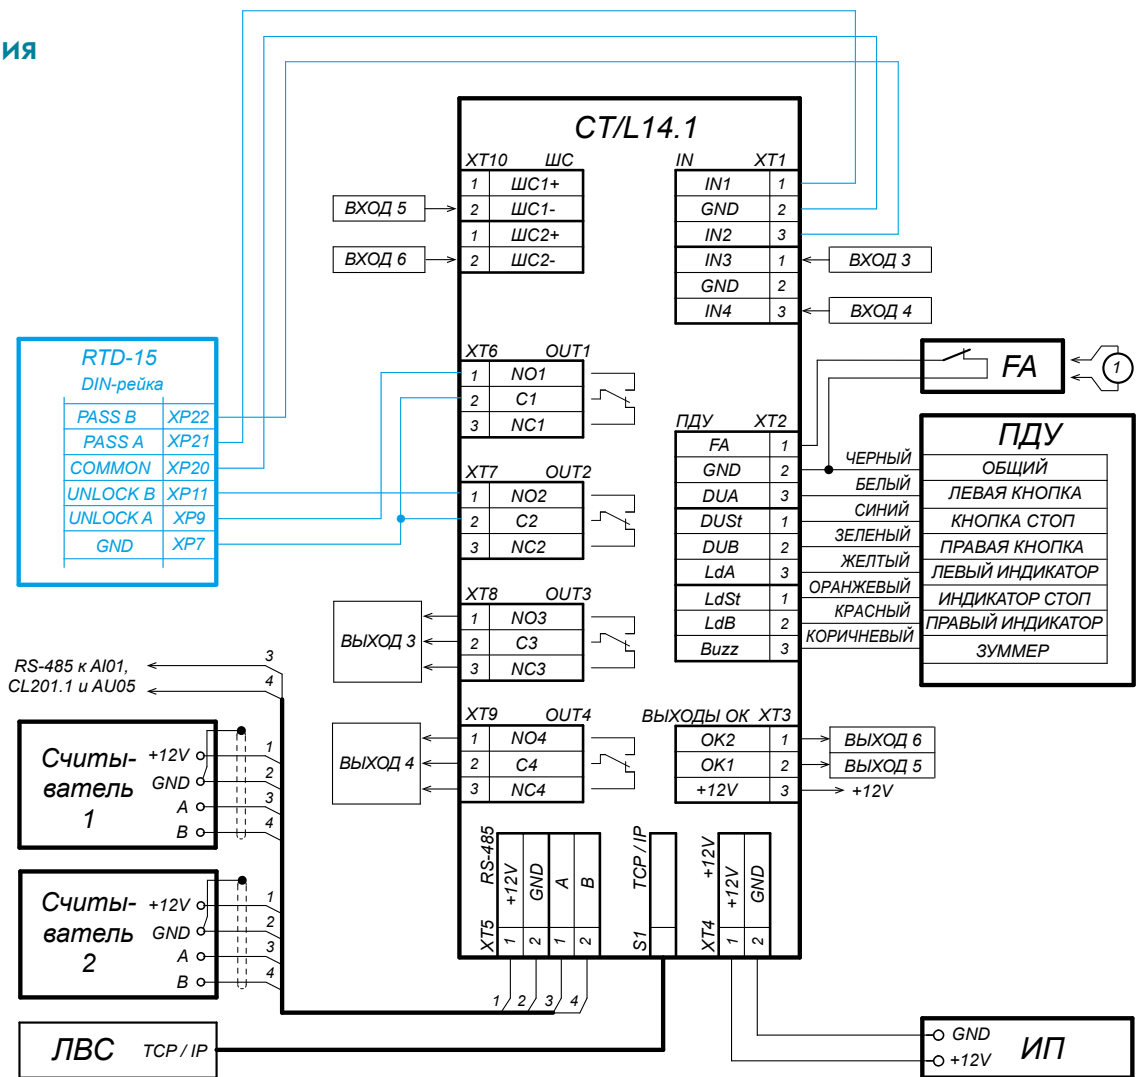 ия
CT/L14.1
XT10 ШС
1 ШС1+
2 ШС1-
1 ШС2+
2 ШС2-
ВХОД 5
ВХОД 6
IN XT1
IN1 1
GND 2
IN2 3
IN3 1
GND 2
IN4 3
ВХОД 3
ВХОД 4
RTD-15
DIN-рейка
PASS B XP22
PASS A XP21
COMMON XP20
UNLOCK B XP11
UNLOCK A XP9
GND XP7
XT6 OUT1
1 NO1
2 C1
3 NC1
XT7 OUT2
1 NO2
2 C2
3 NC2
XT8 OUT3
1 NO3
2 C3
3 NC3
ВЫХОД 3
XT9 OUT4
1 NO4
2 C4
3 NC4
ВЫХОД 4
FA
1
ПДУ XT2
FA 1
GND 2
DUA 3
DUSt 1
DUB 2
LdA 3
LdSt 1
LdB 2
Buzz 3
ЧЕРНЫЙ
БЕЛЫЙ
СИНИЙ
ЗЕЛЕНЫЙ
ЖЕЛТЫЙ
ОРАНЖЕВЫЙ
КРАСНЫЙ
КОРИЧНЕВЫЙ
ПДУ
ОБЩИЙ
ЛЕВАЯ КНОПКА
КНОПКА СТОП
ПРАВАЯ КНОПКА
ЛЕВЫЙ ИНДИКАТОР
ИНДИКАТОР СТОП
ПРАВЫЙ ИНДИКАТОР
ЗУММЕР
ВЫХОДЫ ОК XT3
OK2 1
OK1 2
+12V 3
ВЫХОД 6
ВЫХОД 5
+12V
RS-485 к AI01,
CL201.1 и AU05
3
4
Считы-
ватель
1
+12V 1
GND 2
A 3
B 4
Считы-
ватель
2
+12V 1
GND 2
A 3
B 4
XT5 RS-485
1 +12V
2 GND
1 A
2 B
1 2 3 4
S1 TCP / IP
XT4 +12V
1 +12V
2 GND
ЛВС TCP / IP
GND
+12V
ИП